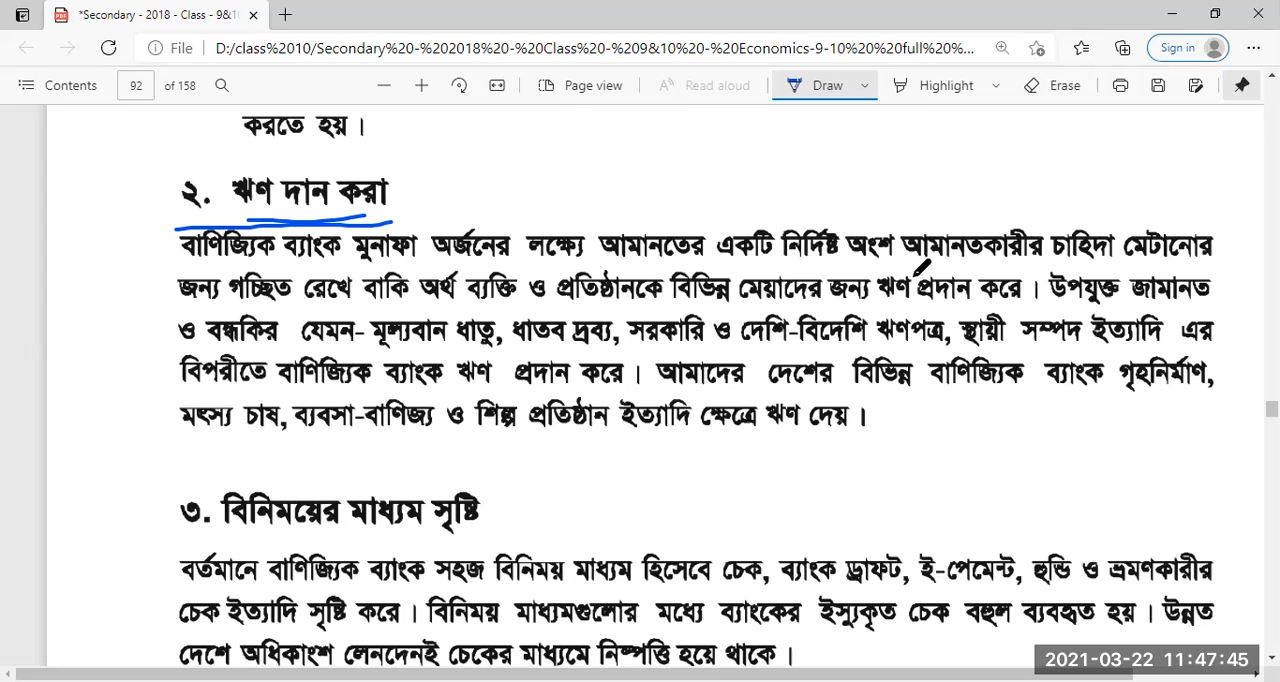 *Secondary - 2018 - Class - 9&1
File D:/class%2010/Secondary%20-%202018%20-%20Class%20-%209&10%20-%20Economics-9-10%20%20full%20%... Sign in
Contents 92 of 158 Page view Read aloud Draw Highlight Erase
করতে হয়।
২. ঋণ দান করা
বাণিজ্যিক ব্যাংক মুনাফা অর্জনের লক্ষ্যে আমানতের একটি নির্দিষ্ট অংশ আমানতকারীর চাহিদা মেটানোর
জন্য গচ্ছিত রেখে বাকি অর্থ ব্যক্তি ও প্রতিষ্ঠানকে বিভিন্ন মেয়াদের জন্য ঋণ প্রদান করে। উপযুক্ত জামানত
ও বন্ধকির যেমন- মূল্যবান ধাতু, ধাতব দ্রব্য, সরকারি ও দেশি-বিদেশি ঋণপত্র, স্থায়ী সম্পদ ইত্যাদি এর
বিপরীতে বাণিজ্যিক ব্যাংক ঋণ প্রদান করে। আমাদের দেশের বিভিন্ন বাণিজ্যিক ব্যাংক গৃহনির্মাণ,
মৎস্য চাষ, ব্যবসা-বাণিজ্য ও শিল্প প্রতিষ্ঠান ইত্যাদি ক্ষেত্রে ঋণ দেয়।
৩. বিনিময়ের মাধ্যম সৃষ্টি
বর্তমানে বাণিজ্যিক ব্যাংক সহজ বিনিময় মাধ্যম হিসেবে চেক, ব্যাংক ড্রাফট, ই-পেমেন্ট, হুন্ডি ও ভ্রমণকারীর
চেক ইত্যাদি সৃষ্টি করে। বিনিময় মাধ্যমগুলোর মধ্যে ব্যাংকের ইস্যুকৃত চেক বহুল ব্যবহৃত হয়। উন্নত
দেশে অধিকাংশ লেনদেনই চেকের মাধ্যমে নিষ্পত্তি হয়ে থাকে।
2021-03-22 11:47:45